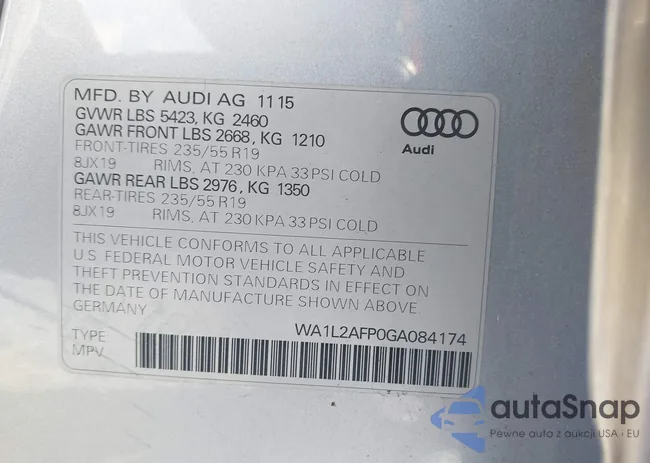 MFD. BY AUDI AG 1115
GVWR LBS 5423, KG 2460
GAWR FRONT LBS 2668, KG 1210
FRONT-TIRES 235/55 R19
8JX19 RIMS, AT 230 KPA 33 PSI COLD
GAWR REAR LBS 2976, KG 1350
REAR-TIRES 235/55 R19
8JX19 RIMS, AT 230 KPA 33 PSI COLD
Audi
THIS VEHICLE CONFORMS TO ALL APPLICABLE
U.S. FEDERAL MOTOR VEHICLE SAFETY AND
THEFT PREVENTION STANDARDS IN EFFECT ON
THE DATE OF MANUFACTURE SHOWN ABOVE.
GERMANY
WA1L2AFP0GA084174
TYPE
MPV
autaSnap
Pewne auto z aukcji USA · EU